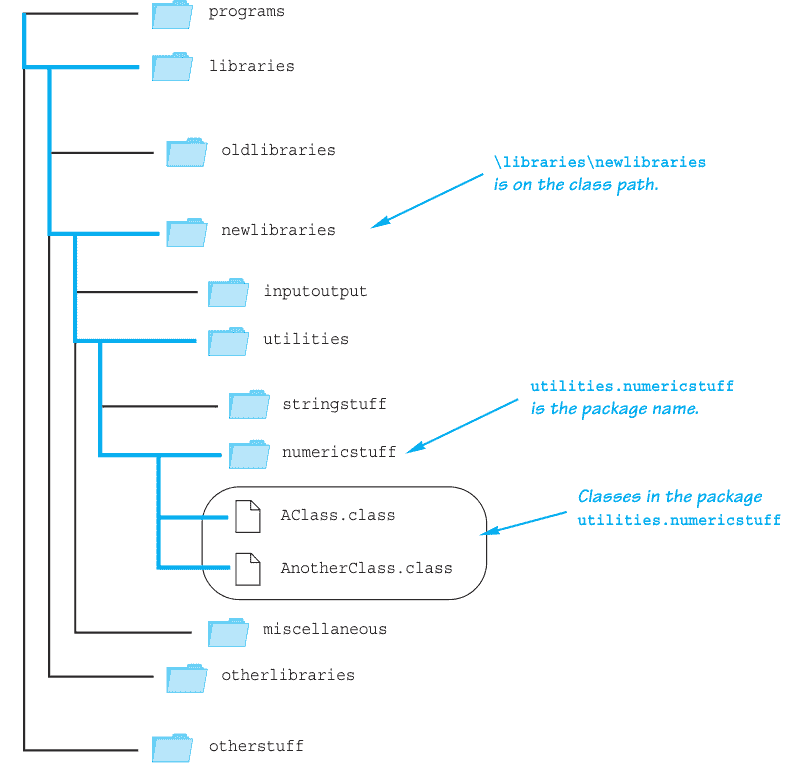 programs
libraries
oldlibraries
\libraries\newlibraries
is on the class path.
newlibraries
inputoutput
utilities
utilities.numericstuff
is the package name.
stringstuff
numericstuff
Classes in the package
utilities.numericstuff
AClass.class
AnotherClass.class
miscellaneous
otherlibraries
otherstuff